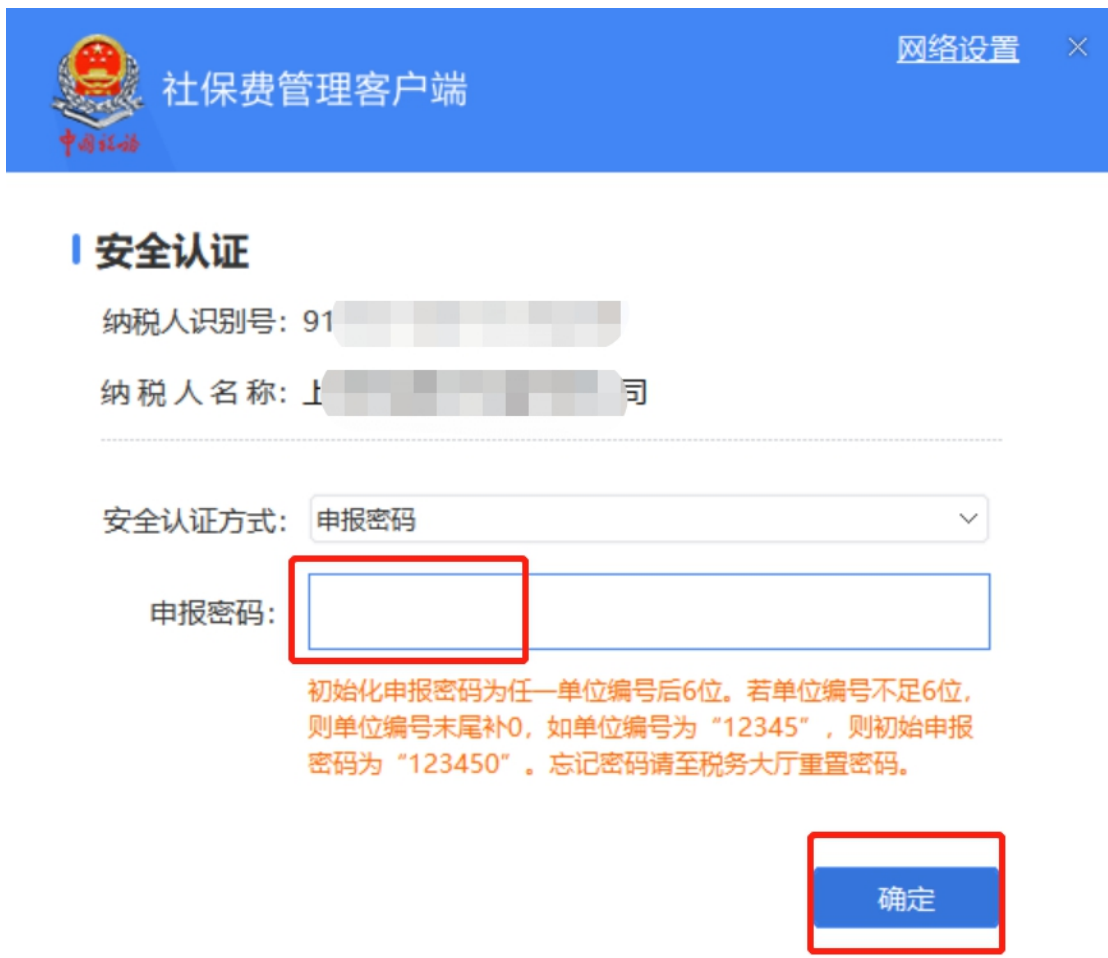 网络设置
社保费管理客户端
中国税务
安全认证
纳税人识别号：91
纳税人名称：上 司
安全认证方式：申报密码
申报密码：
初始化申报密码为任一单位编号后6位。若单位编号不足6位，
则单位编号末尾补0，如单位编号为“12345”，则初始申报
密码为“123450”。忘记密码请至税务大厅重置密码。
确定